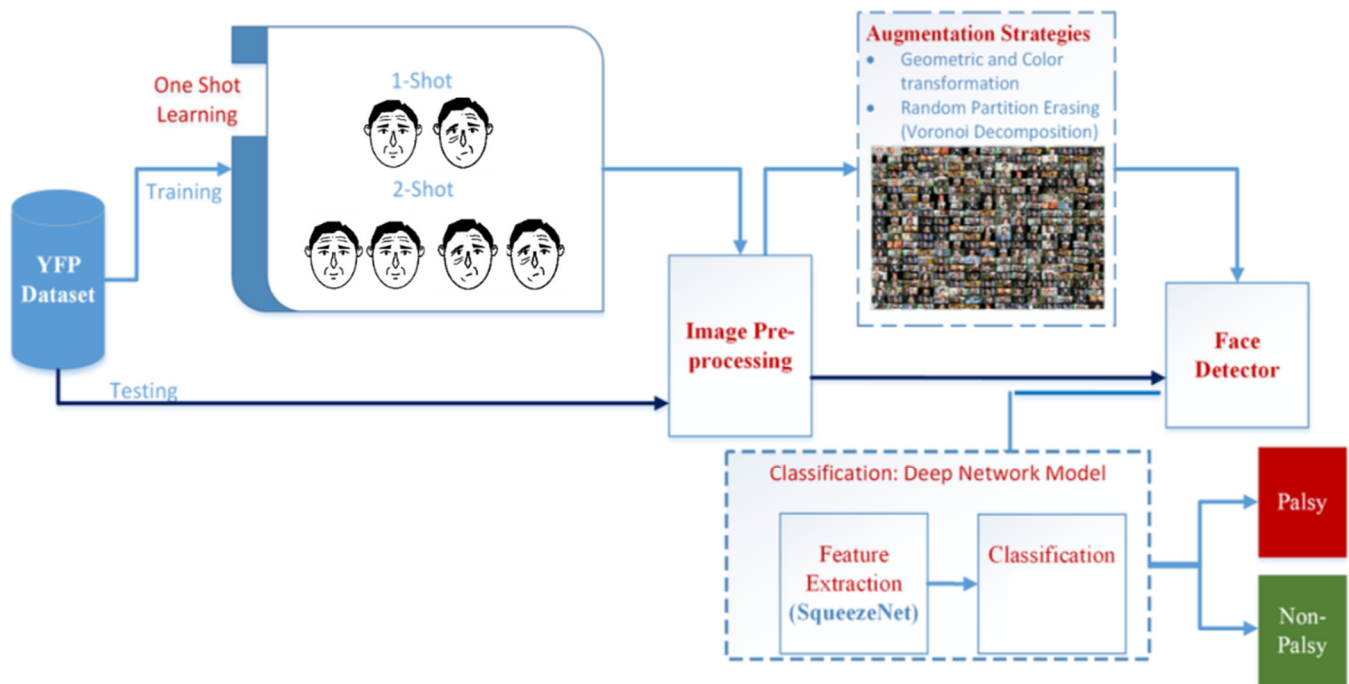 One Shot
Learning
1-Shot
2-Shot
Training
YFP
Dataset
Testing
Image Pre-
processing
Augmentation Strategies
● Geometric and Color
transformation
● Random Partition Erasing
(Voronoi Decomposition)
Face
Detector
Classification: Deep Network Model
Feature
Extraction
(SqueezeNet)
Classification
Palsy
Non-
Palsy